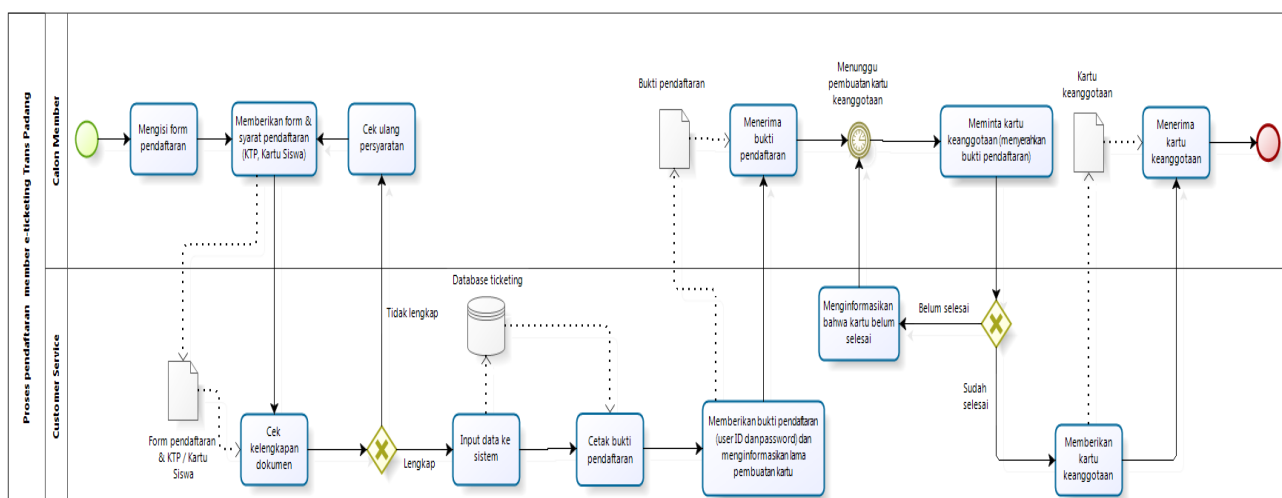 Proses pendaftaran member e-ticketing Trans Padang
Calon Member
Mengisi form
pendaftaran
Memberikan form &
syarat pendaftaran
(KTP, Kartu Siswa)
Cek ulang
persyaratan
Bukti pendaftaran
Menerima
bukti
pendaftaran
Menunggu
pembuatan kartu
keanggotaan
Meminta kartu
keanggotaan (menyerahkan
bukti pendaftaran)
Kartu
keanggotaan
Menerima
kartu
keanggotaan
Customer Service
Form pendaftaran
& KTP / Kartu
Siswa
Cek
kelengkapan
dokumen
Tidak lengkap
Lengkap
Database ticketing
Input data ke
sistem
Cetak bukti
pendaftaran
Memberikan bukti pendaftaran
(user ID dan password) dan
menginformasikan lama
pembuatan kartu
Menginformasikan
bahwa kartu belum
selesai
Belum selesai
Sudah
selesai
Memberikan
kartu
keanggotaan